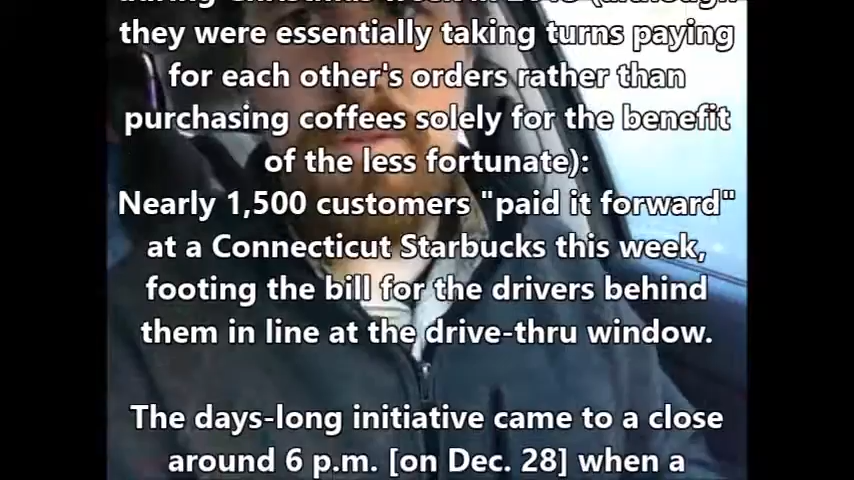 they were essentially taking turns paying
for each other's orders rather than
purchasing coffees solely for the benefit
of the less fortunate):
Nearly 1,500 customers "paid it forward"
at a Connecticut Starbucks this week,
footing the bill for the drivers behind
them in line at the drive-thru window.
The days-long initiative came to a close
around 6 p.m. [on Dec. 28] when a